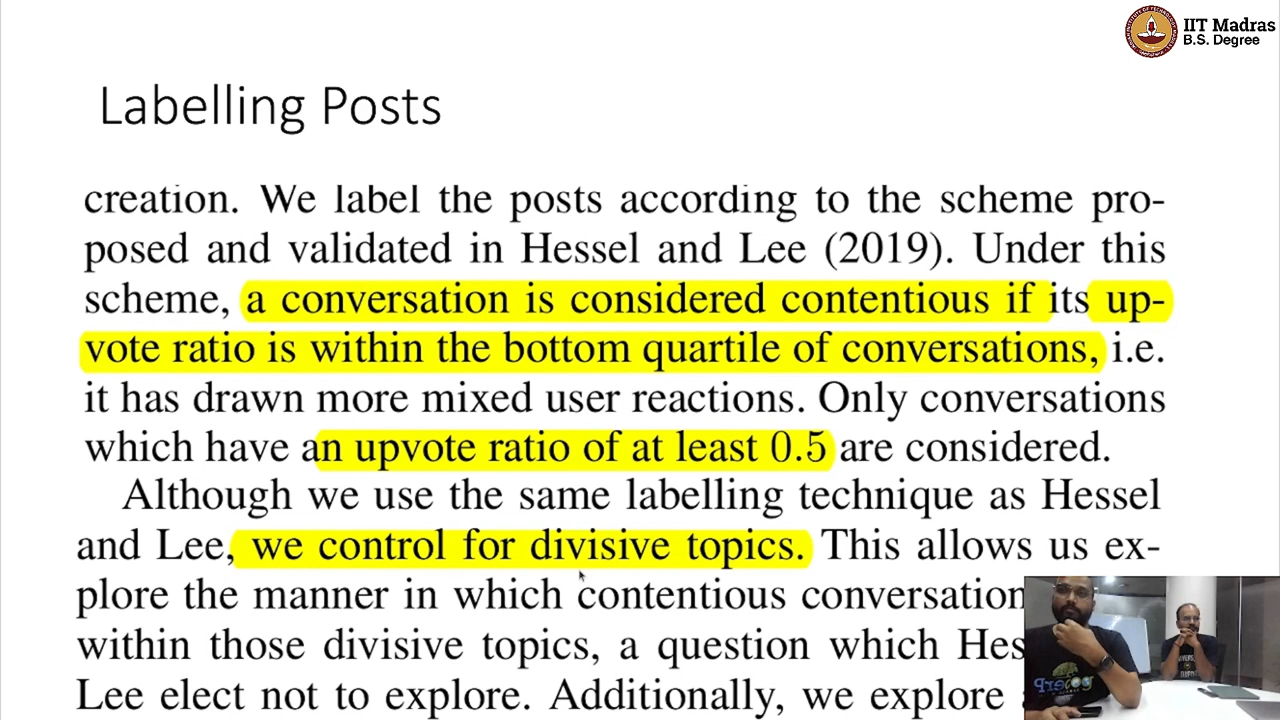 IIT Madras
B.S. Degree
Labelling Posts
creation. We label the posts according to the scheme pro-
posed and validated in Hessel and Lee (2019). Under this
scheme, a conversation is considered contentious if its up-
vote ratio is within the bottom quartile of conversations, i.e.
it has drawn more mixed user reactions. Only conversations
which have an upvote ratio of at least 0.5 are considered.
Although we use the same labelling technique as Hessel
and Lee, we control for divisive topics. This allows us ex-
plore the manner in which contentious conversation
within those divisive topics, a question which Hes
Lee elect not to explore. Additionally, we explore